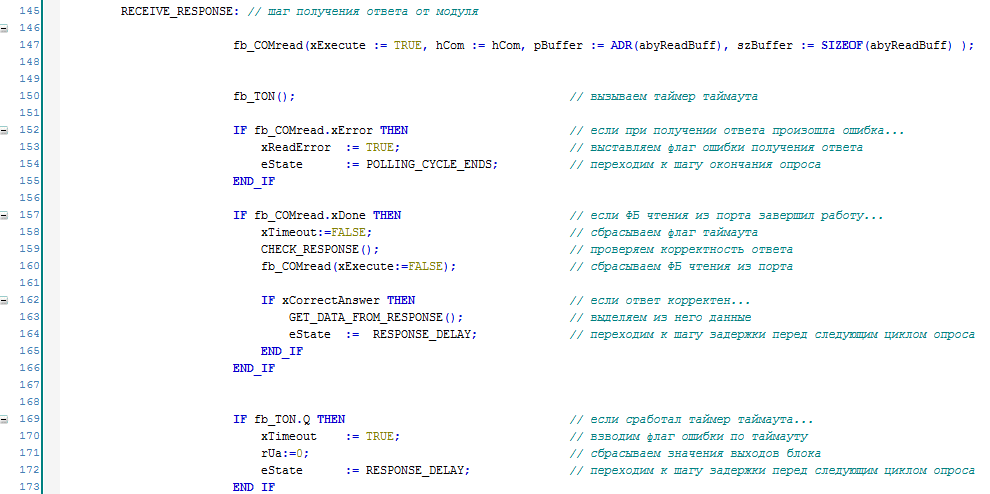 145 RECEIVE_RESPONSE: // шаг получения ответа от модуля
146
147 fb_COMread(xExecute := TRUE, hCom := hCom, pBuffer := ADR(abyReadBuff), szBuffer := SIZEOF(abyReadBuff) );
148
149
150 fb_TON(); // вызываем таймер таймаута
151
152 IF fb_COMread.xError THEN // если при получении ответа произошла ошибка...
153 xReadError := TRUE; // выставляем флаг ошибки получения ответа
154 eState := POLLING_CYCLE_ENDS; // переходим к шагу окончания опроса
155 END_IF
156
157 IF fb_COMread.xDone THEN // если ФБ чтения из порта завершил работу...
158 xTimeout:=FALSE; // сбрасываем флаг таймаута
159 CHECK_RESPONSE(); // проверяем корректность ответа
160 fb_COMread(xExecute:=FALSE); // сбрасываем ФБ чтения из порта
161
162 IF xCorrectAnswer THEN // если ответ корректен...
163 GET_DATA_FROM_RESPONSE(); // выделяем из него данные
164 eState := RESPONSE_DELAY; // переходим к шагу задержки перед следующим циклом опроса
165 END_IF
166 END_IF
167
168
169 IF fb_TON.Q THEN // если сработал таймер таймаута...
170 xTimeout := TRUE; // взводим флаг ошибки по таймауту
171 rUa:=0; // сбрасываем значения выходов блока
172 eState := RESPONSE_DELAY; // переходим к шагу задержки перед следующим циклом опроса
173 END_IF